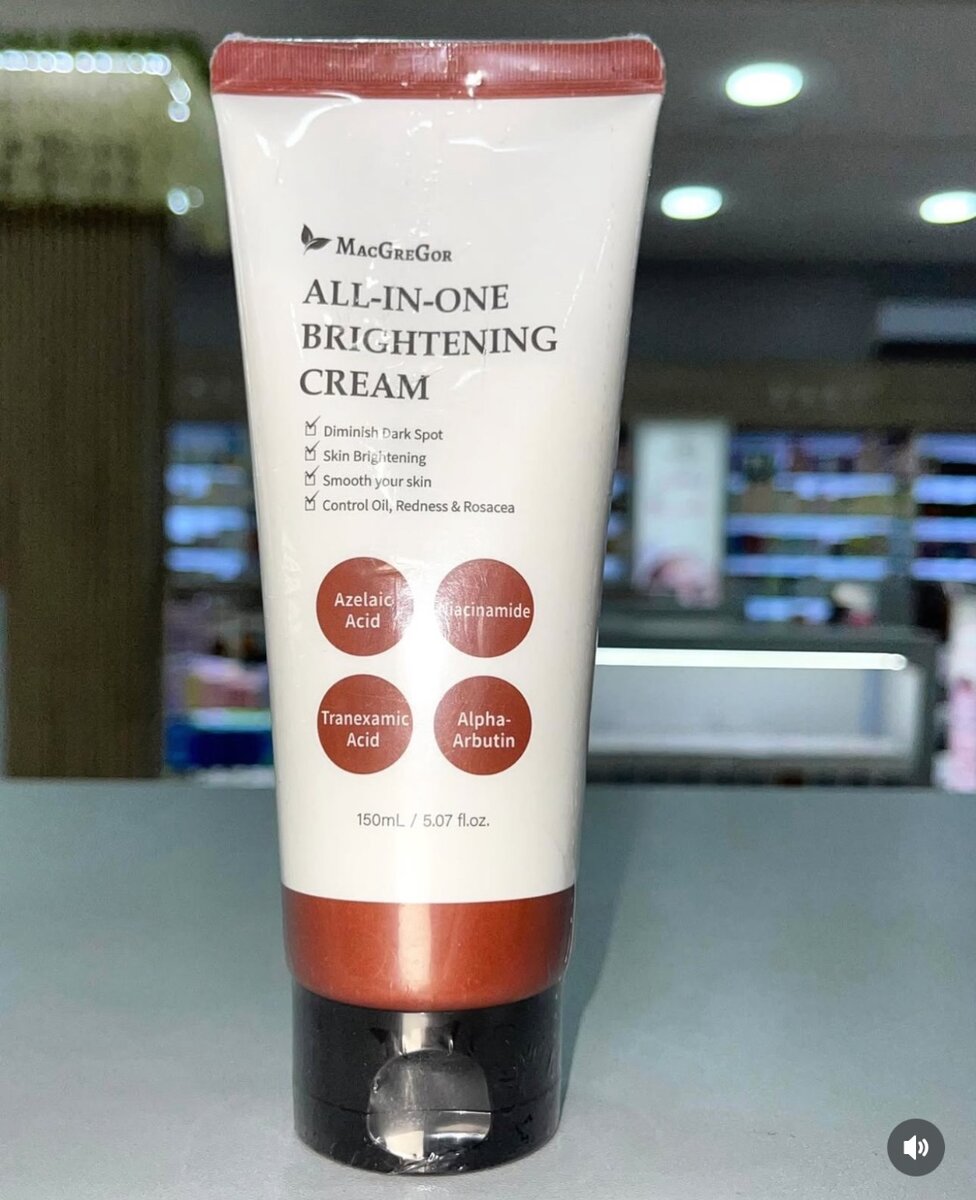 MACGREGOR
ALL-IN-ONE
BRIGHTENING
CREAM
Diminish Dark Spot
Skin Brightening
Smooth your skin
Control Oil, Redness & Rosacea
Azelaic
Acid
Niacinamide
Tranexamic
Acid
Alpha-
Arbutin
150mL / 5.07 fl.oz.